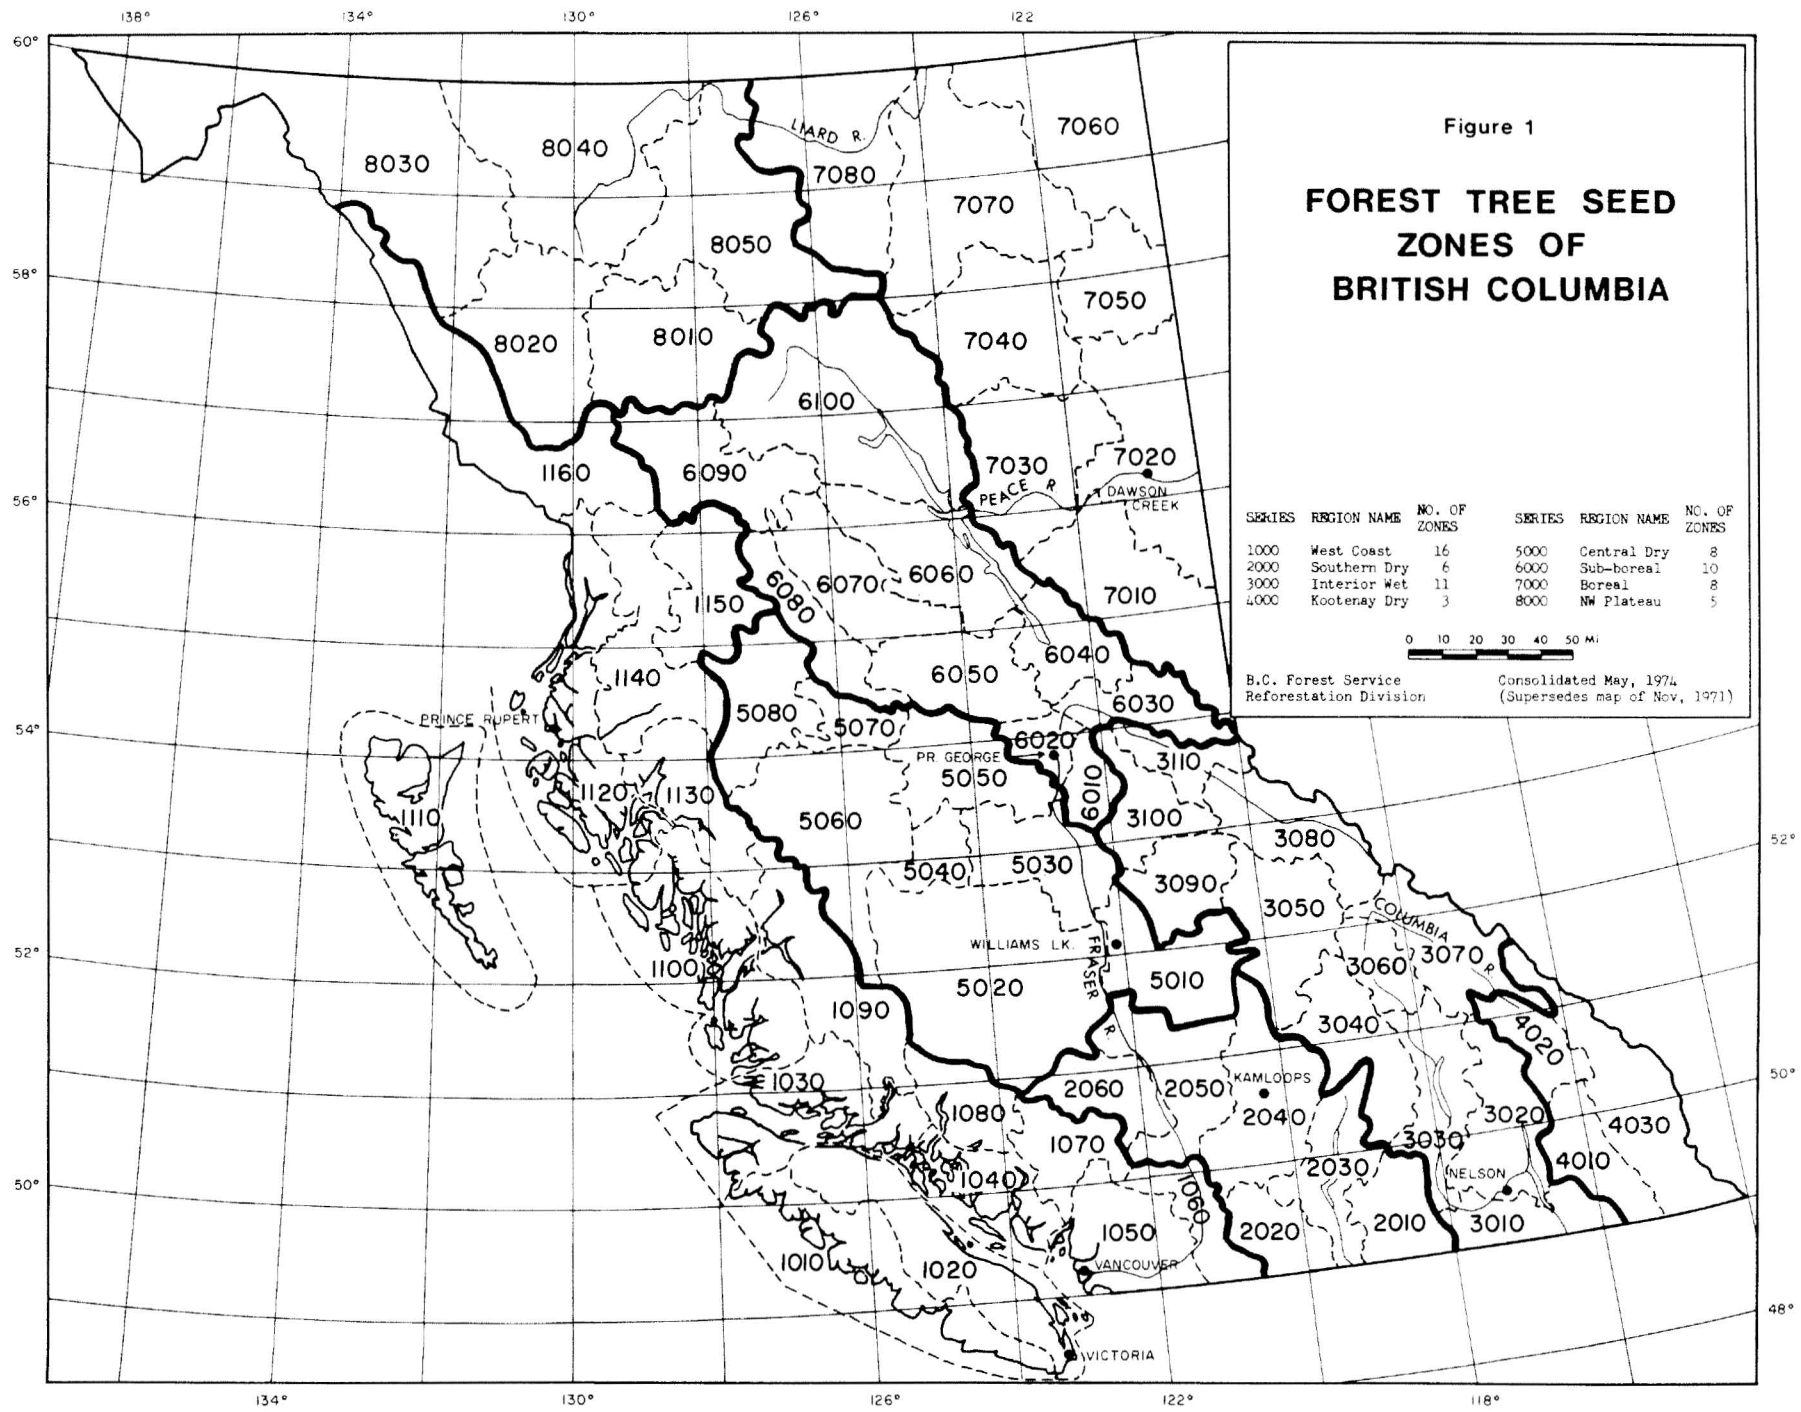 138° 134° 130° 126° 122
60°
Figure 1
FOREST TREE SEED
ZONES OF
BRITISH COLUMBIA
7060
LIARD R.
8040
8030
7080
7070
8050
58°
7050
8010
7040
8020
6100
7020
7030
1160
6090
PEACE R
DAWSON
CREEK
56°
SERIES REGION NAME NO. OF ZONES SERIES REGION NAME NO. OF ZONES
1000 West Coast 16 5000 Central Dry 8
2000 Southern Dry 6 6000 Sub-boreal 10
3000 Interior Wet 11 7000 Boreal 8
4000 Kootenay Dry 3 8000 NW Plateau 5
0 10 20 30 40 50 Mi
B.C. Forest Service Consolidated May, 1974
Reforestation Division (Supersedes map of Nov, 1971)
6060
6070
6080
7010
1150
6040
6050
1140
6030
5080
PRINCE RUPERT
5070
54°
6020
PR. GEORGE
3110
5050
6010
1120
1130
1110
5060
3100
3080
52°
5030
5040
3090
3050
COLUMBIA
R
WILLIAMS LK.
FRASER
R.
52°
3070
3060
1100
5010
5020
1090
3040
4020
50°
KAMLOOPS
1030
2060
2050
1080
2040
3020
4030
1070
3030
4010
2030
NELSON
1040
50°
1060
3010
2010
1050
2020
1010
VANCOUVER
1020
48°
VICTORIA
134° 130° 126° 122° 118°